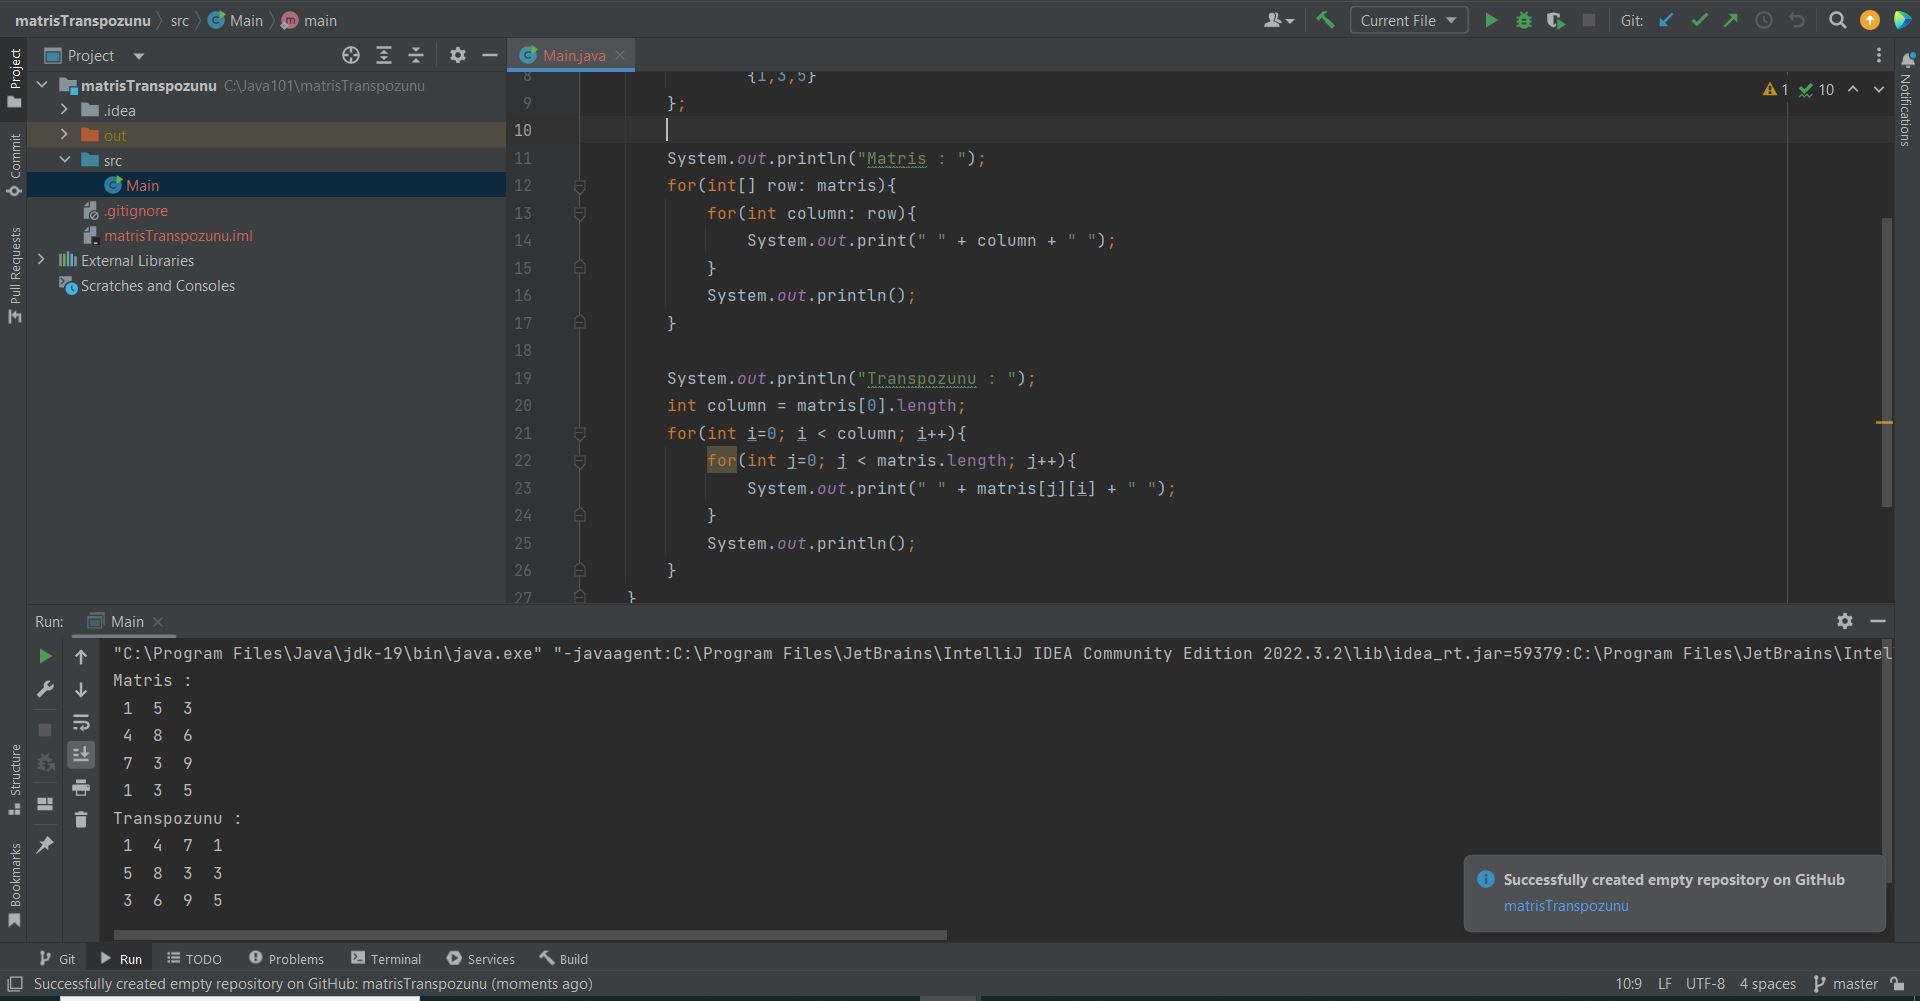 matrisTranspozunu src Main main Current File Git:
Project Main.java
matrisTranspozunu C:\Java101\matrisTranspozunu
.idea
out
src
Main
.gitignore
matrisTranspozunu.iml
External Libraries
Scratches and Consoles
Project
Commit
Pull Requests
Structure
Bookmarks
Notifications
1 10
8 {1,3,5}
9 };
10
11 System.out.println("Matris : ");
12 for(int[] row: matris){
13 for(int column: row){
14 System.out.print(" " + column + " ");
15 }
16 System.out.println();
17 }
18
19 System.out.println("Transpozunu : ");
20 int column = matris[0].length;
21 for(int i=0; i < column; i++){
22 for(int j=0; j < matris.length; j++){
23 System.out.print(" " + matris[j][i] + " ");
24 }
25 System.out.println();
26 }
27 }
Run: Main
"C:\Program Files\Java\jdk-19\bin\java.exe" "-javaagent:C:\Program Files\JetBrains\IntelliJ IDEA Community Edition 2022.3.2\lib\idea_rt.jar=59379:C:\Program Files\JetBrains\Intel
Matris :
1 5 3
4 8 6
7 3 9
1 3 5
Transpozunu :
1 4 7 1
5 8 3 3
3 6 9 5
Successfully created empty repository on GitHub
matrisTranspozunu
Git Run TODO Problems Terminal Services Build
Successfully created empty repository on GitHub: matrisTranspozunu (moments ago) 10:9 LF UTF-8 4 spaces master